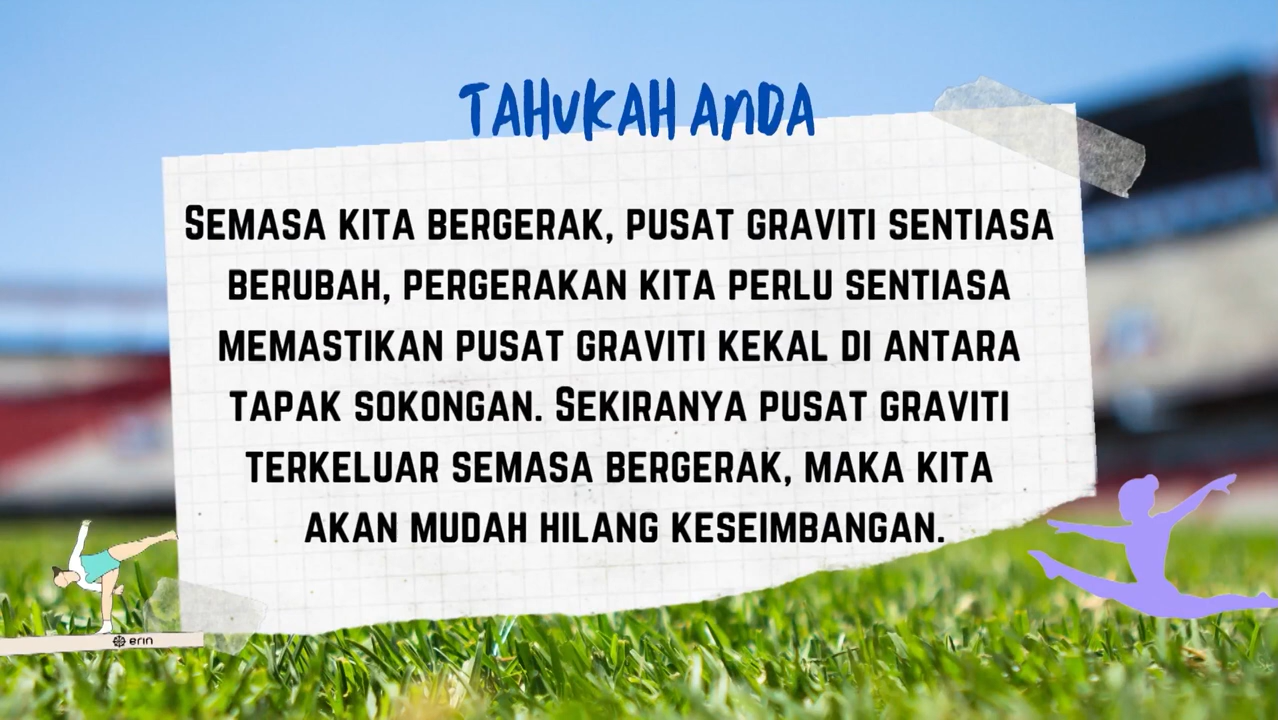 TAHUKAH ANDA
SEMASA KITA BERGERAK, PUSAT GRAVITI SENTIASA
BERUBAH, PERGERAKAN KITA PERLU SENTIASA
MEMASTIKAN PUSAT GRAVITI KEKAL DI ANTARA
TAPAK SOKONGAN. SEKIRANYA PUSAT GRAVITI
TERKELUAR SEMASA BERGERAK, MAKA KITA
AKAN MUDAH HILANG KESEIMBANGAN.
erin